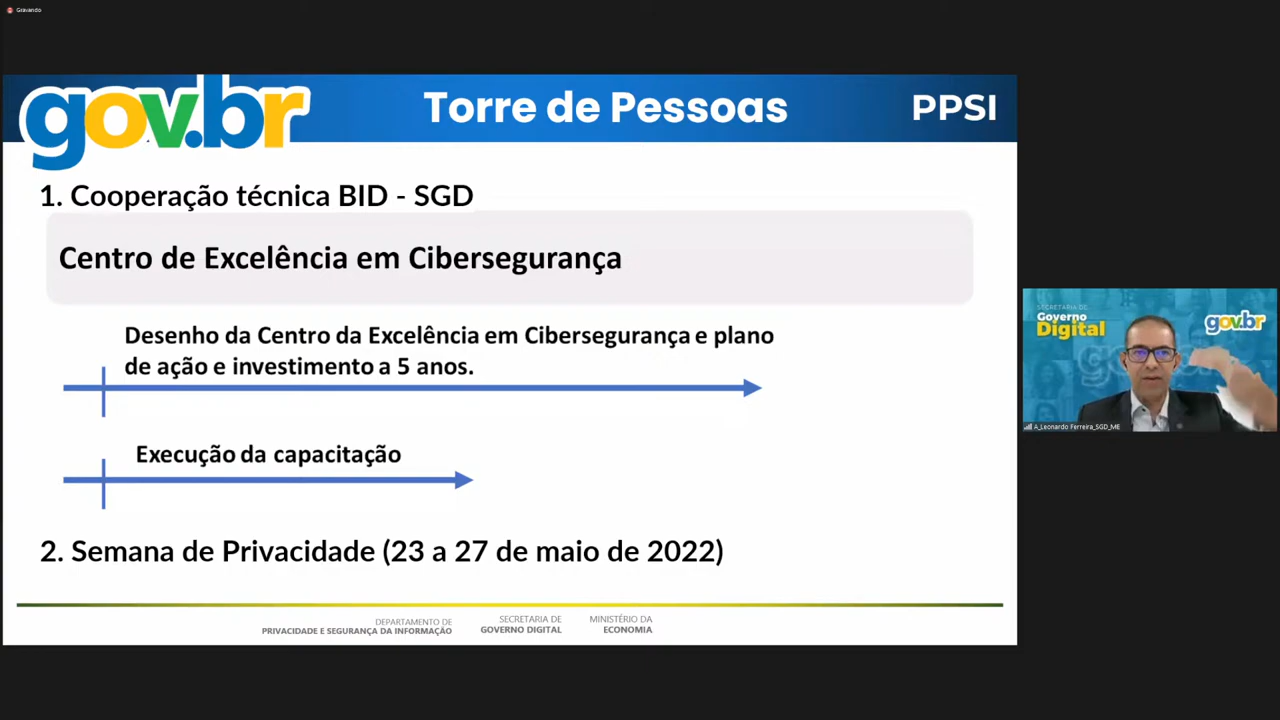 Gravando
gov.br
Torre de Pessoas
PPSI
1. Cooperação técnica BID - SGD
Centro de Excelência em Cibersegurança
Desenho da Centro da Excelência em Cibersegurança e plano
de ação e investimento a 5 anos.
Execução da capacitação
2. Semana de Privacidade (23 a 27 de maio de 2022)
DEPARTAMENTO DE
PRIVACIDADE E SEGURANÇA DA INFORMAÇÃO
SECRETARIA DE
GOVERNO DIGITAL
MINISTÉRIO DA
ECONOMIA
SECRETARIA DE
Governo
Digital
gov.br
A_Leonardo Ferreira_SGD_ME